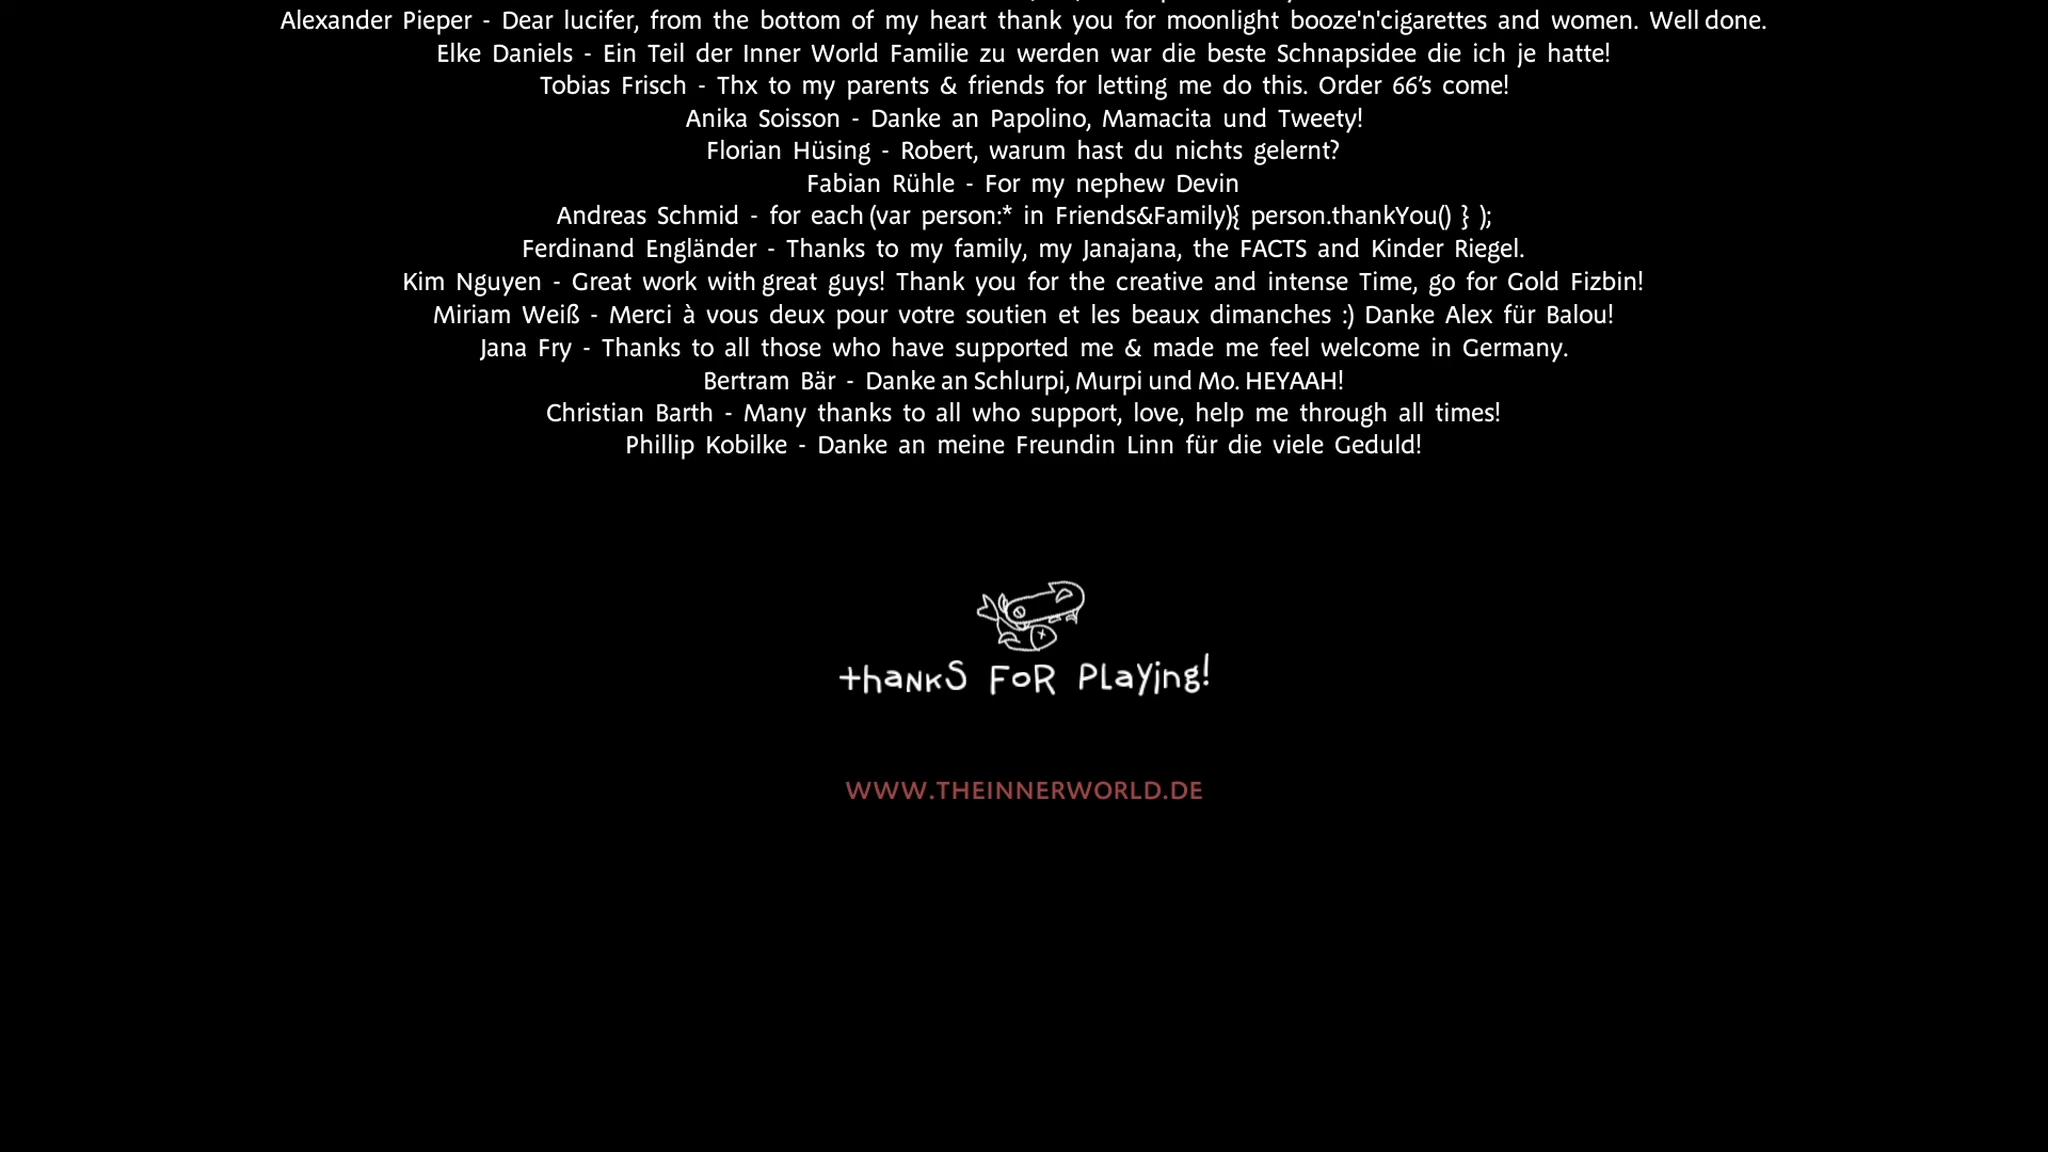 Alexander Pieper - Dear lucifer, from the bottom of my heart thank you for moonlight booze'n'cigarettes and women. Well done.
Elke Daniels - Ein Teil der Inner World Familie zu werden war die beste Schnapsidee die ich je hatte!
Tobias Frisch - Thx to my parents & friends for letting me do this. Order 66's come!
Anika Soisson - Danke an Papolino, Mamacita und Tweety!
Florian Hüsing - Robert, warum hast du nichts gelernt?
Fabian Rühle - For my nephew Devin
Andreas Schmid - for each (var person:* in Friends&Family){ person.thankYou() } );
Ferdinand Engländer - Thanks to my family, my Janajana, the FACTS and Kinder Riegel.
Kim Nguyen - Great work with great guys! Thank you for the creative and intense Time, go for Gold Fizbin!
Miriam Weiß - Merci à vous deux pour votre soutien et les beaux dimanches :) Danke Alex für Balou!
Jana Fry - Thanks to all those who have supported me & made me feel welcome in Germany.
Bertram Bär - Danke an Schlurpi, Murpi und Mo. HEYAAH!
Christian Barth - Many thanks to all who support, love, help me through all times!
Phillip Kobilke - Danke an meine Freundin Linn für die viele Geduld!
thanks for playing!
WWW.THEINNERWORLD.DE